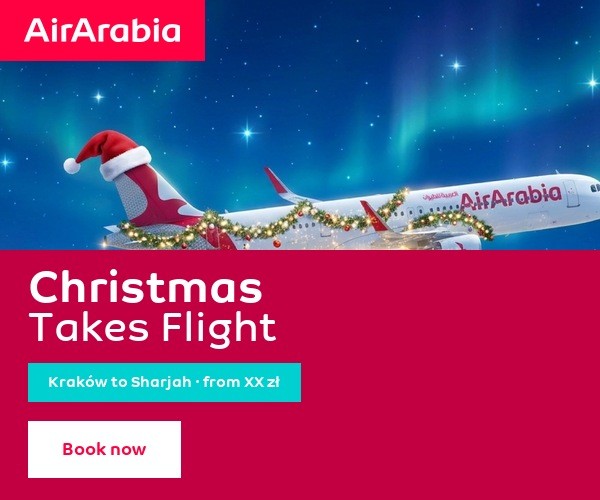 AirArabia
AirArabia
Christmas
Takes Flight
Kraków to Sharjah · from XX zł
Book now